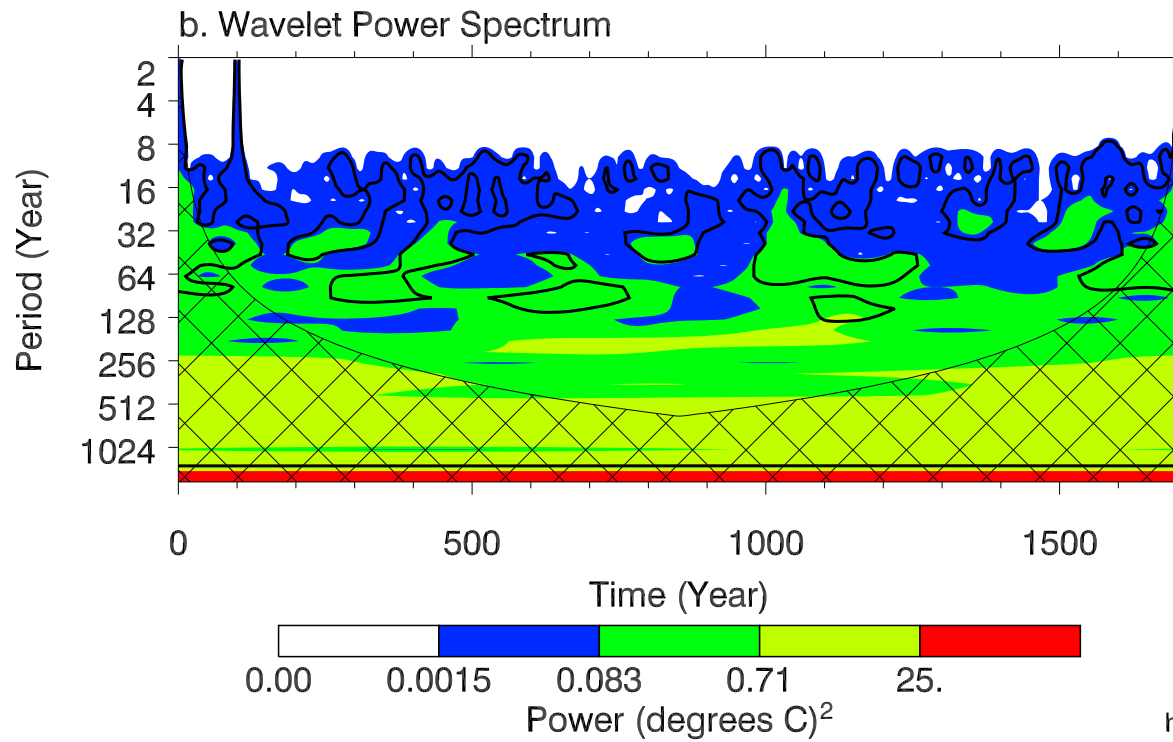 b. Wavelet Power Spectrum
2
4
8
16
32
64
128
256
512
1024
Period (Year)
0 500 1000 1500
Time (Year)
0.00 0.0015 0.083 0.71 25.
Power (degrees C)²